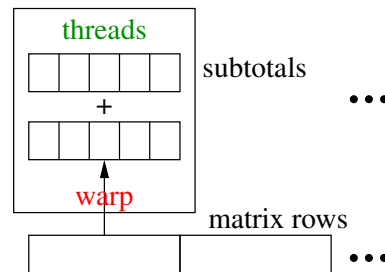 threads
subtotals
+
•••
warp
matrix rows
•••